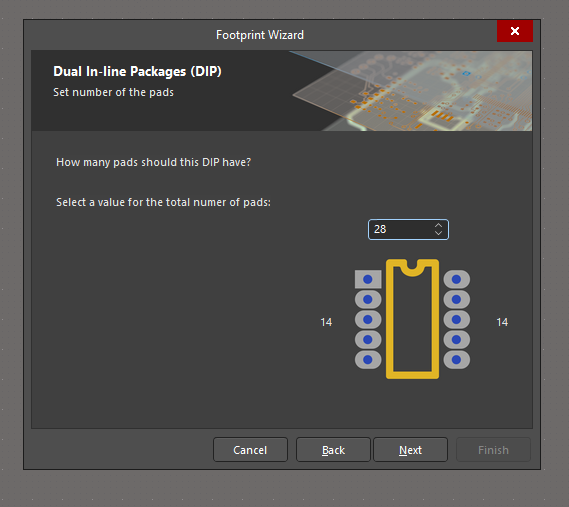 Footprint Wizard
Dual In-line Packages (DIP)
Set number of the pads
How many pads should this DIP have?
Select a value for the total numer of pads:
28
14
14
Cancel
Back
Next
Finish